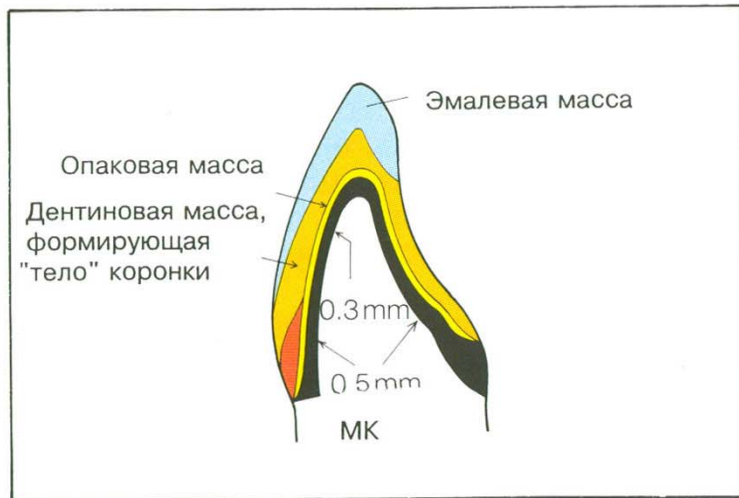 Эмалевая масса
Опаковая масса
Дентиновая масса,
формирующая
"тело" коронки
0.3mm
0.5mm
МК